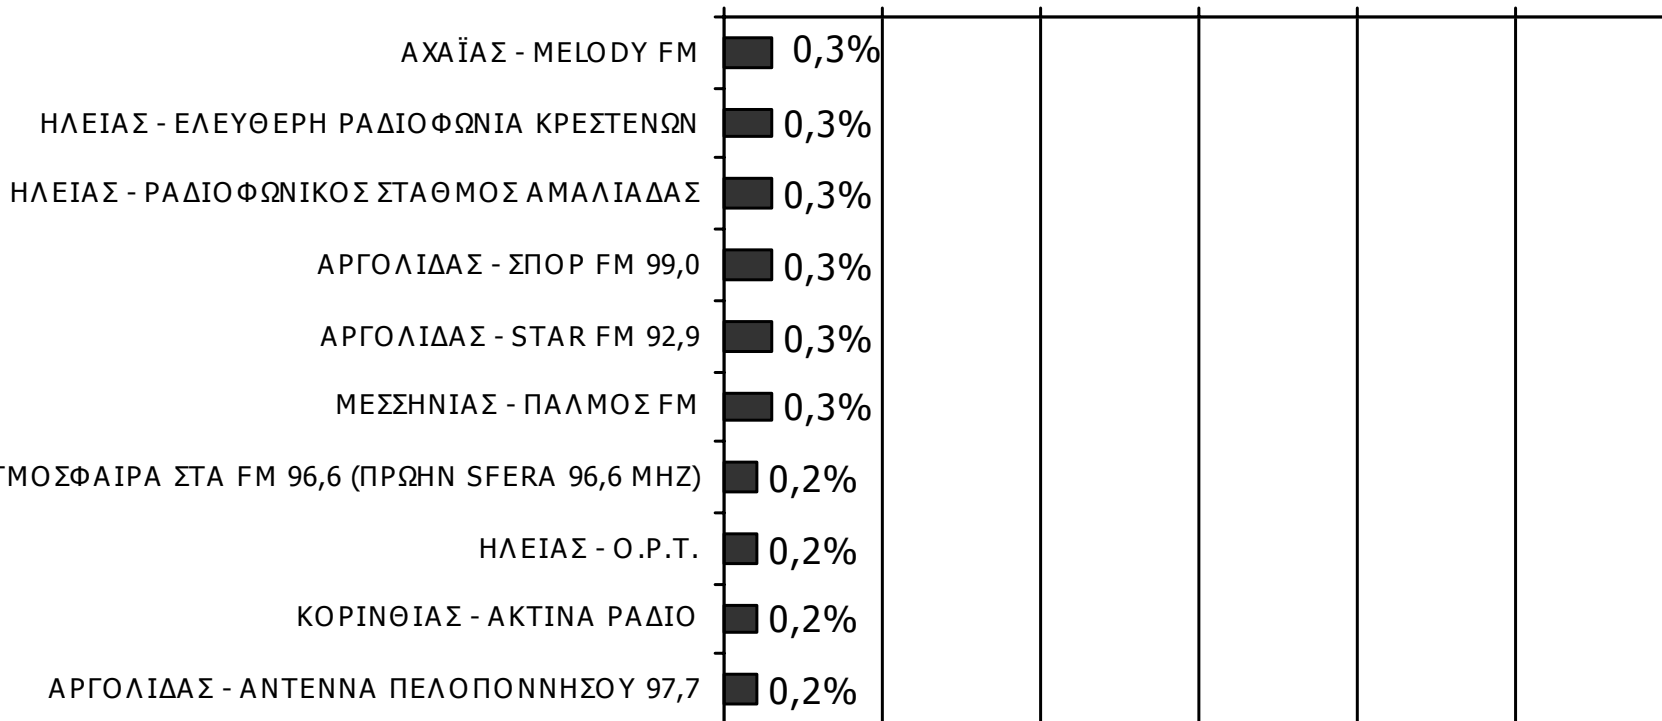 ΑΧΑΪΑΣ - MELODY FM 0,3%
ΗΛΕΙΑΣ - ΕΛΕΥΘΕΡΗ ΡΑΔΙΟΦΩΝΙΑ ΚΡΕΣΤΕΝΩΝ 0,3%
ΗΛΕΙΑΣ - ΡΑΔΙΟΦΩΝΙΚΟΣ ΣΤΑΘΜΟΣ ΑΜΑΛΙΑΔΑΣ 0,3%
ΑΡΓΟΛΙΔΑΣ - ΣΠΟΡ FM 99,0 0,3%
ΑΡΓΟΛΙΔΑΣ - STAR FM 92,9 0,3%
ΜΕΣΣΗΝΙΑΣ - ΠΑΛΜΟΣ FM 0,3%
ΤΜΟΣΦΑΙΡΑ ΣΤΑ FM 96,6 (ΠΡΩΗΝ SFERA 96,6 MHZ) 0,2%
ΗΛΕΙΑΣ - Ο.Ρ.Τ. 0,2%
ΚΟΡΙΝΘΙΑΣ - ΑΚΤΙΝΑ ΡΑΔΙΟ 0,2%
ΑΡΓΟΛΙΔΑΣ - ΑΝΤΕΝΝΑ ΠΕΛΟΠΟΝΝΗΣΟΥ 97,7 0,2%